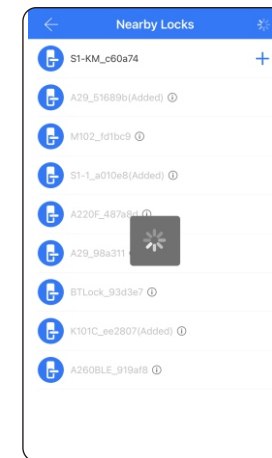 Nearby Locks
S1-KM_c60a74
A29_51689b(Added)
M102_fd1bc9
S1-1_a010e8(Added)
A220F_487a8d
A29_98a311
BTLock_93d3e7
K101C_ee2807(Added)
A260BLE_919af8